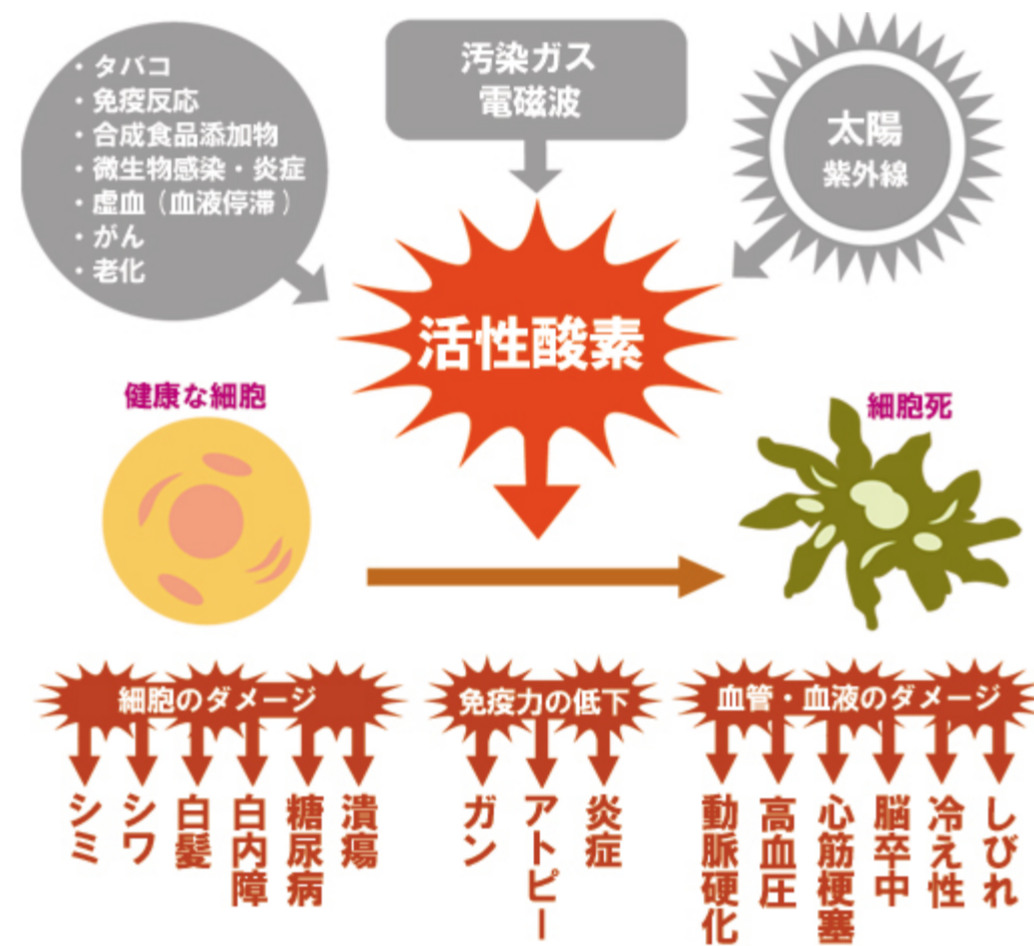 ・タバコ
・免疫反応
・合成食品添加物
・微生物感染・炎症
・虚血（血液停滞）
・がん
・老化
汚染ガス
電磁波
太陽
紫外線
活性酸素
健康な細胞
細胞死
細胞のダメージ
シミ
シワ
白髪
白内障
糖尿病
潰瘍
免疫力の低下
ガン
アトピー
炎症
血管・血液のダメージ
動脈硬化
高血圧
心筋梗塞
脳卒中
冷え性
しびれ